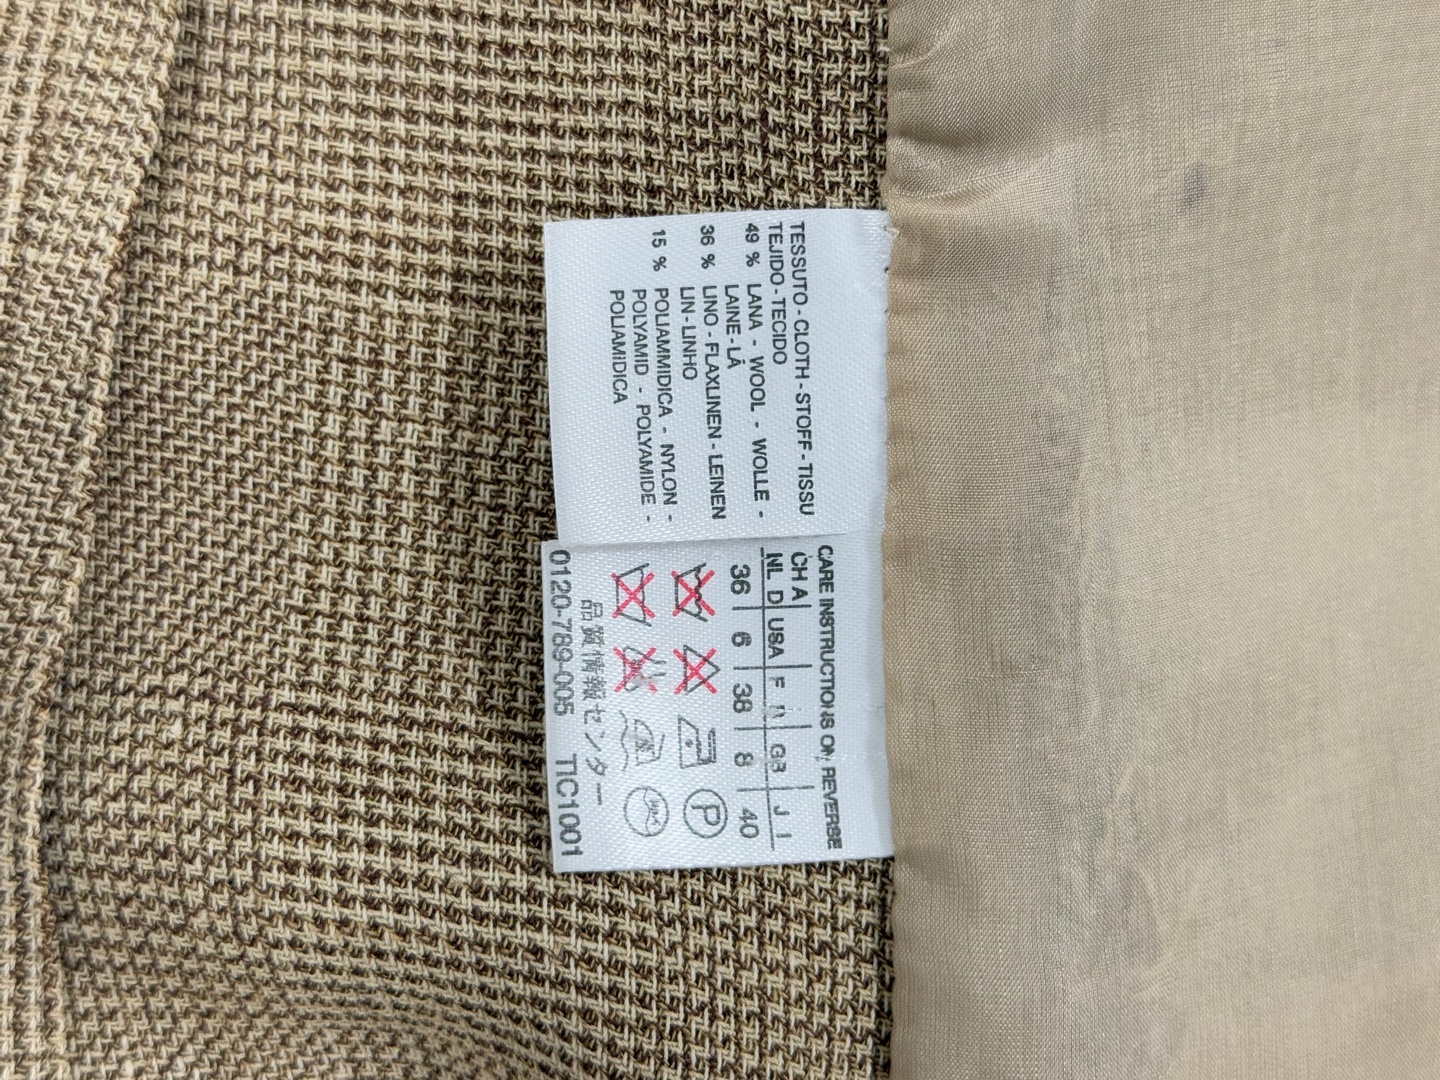 TESSUTO - CLOTH - STOFF - TISSU
TEJIDO - TECIDO
49 % LANA - WOOL - WOLLE -
LAINE - LÃ
36 % LINO - FLAXLINEN - LEINEN
LIN - LINHO
15 % POLIAMMIDICA - NYLON -
POLYAMID - POLYAMIDE -
POLIAMIDICA
CARE INSTRUCTIONS ON REVERSE
CH A
NL D USA F GB J I
36 6 38 8 40
P
品質情報センター
0120-789-005 TIC1001